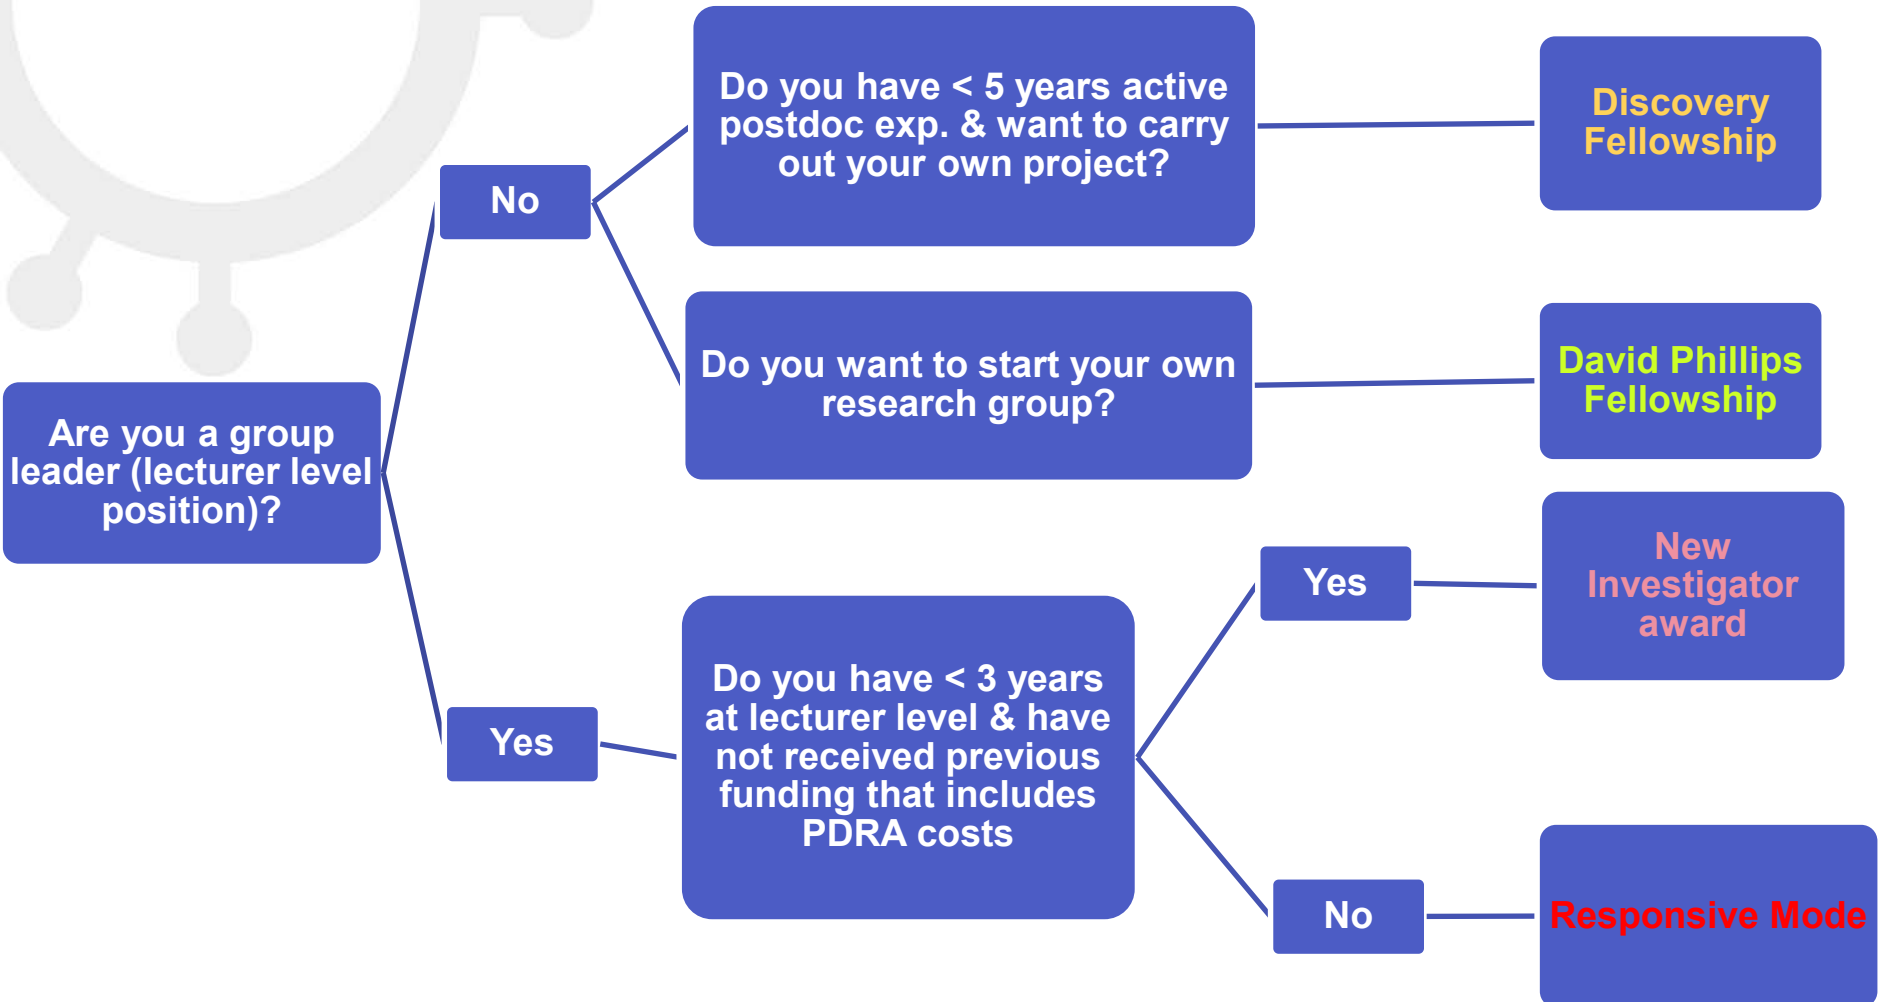 Do you have < 5 years active
postdoc exp. & want to carry
out your own project?
Discovery
Fellowship
No
Do you want to start your own
research group?
David Phillips
Fellowship
Are you a group
leader (lecturer level
position)?
New
Investigator
award
Yes
Do you have < 3 years
at lecturer level & have
not received previous
funding that includes
PDRA costs
Yes
No
Responsive Mode